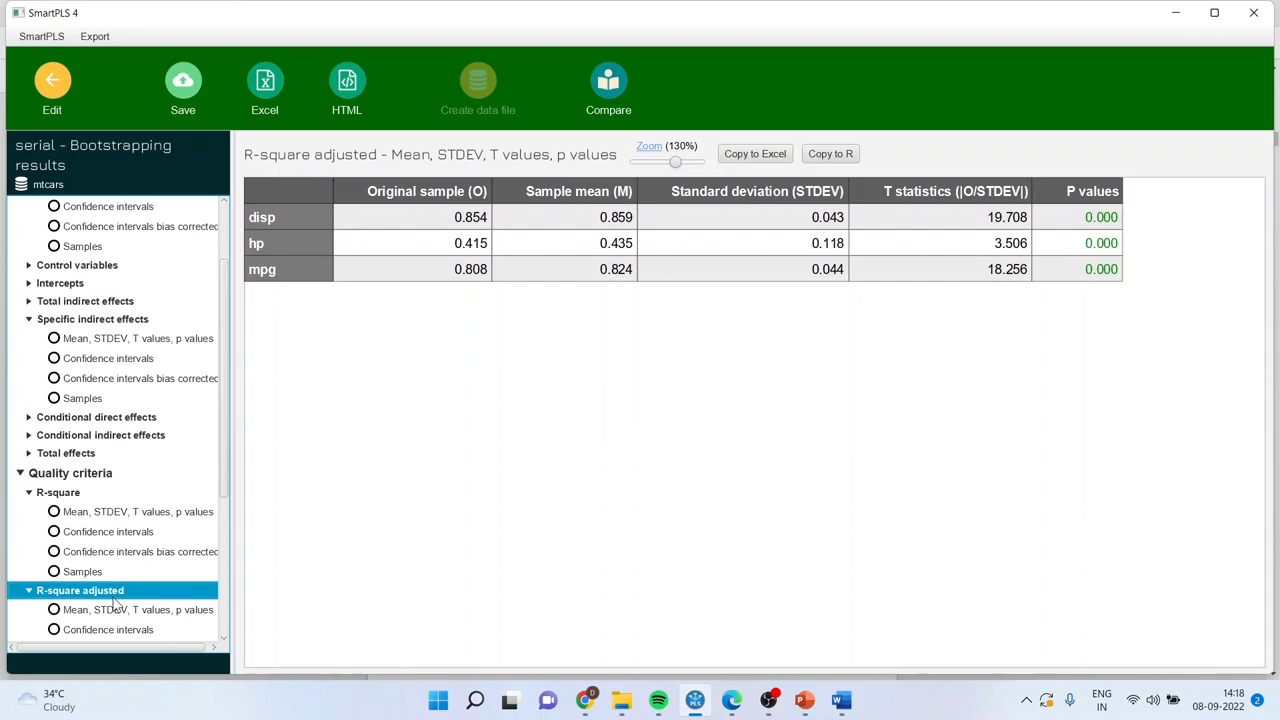 SmartPLS 4
SmartPLS Export
Edit Save Excel HTML Create data file Compare
serial - Bootstrapping
results
mtcars
Confidence intervals
Confidence intervals bias corrected
Samples
Control variables
Intercepts
Total indirect effects
Specific indirect effects
Mean, STDEV, T values, p values
Confidence intervals
Confidence intervals bias corrected
Samples
Conditional direct effects
Conditional indirect effects
Total effects
Quality criteria
R-square
Mean, STDEV, T values, p values
Confidence intervals
Confidence intervals bias corrected
Samples
R-square adjusted
Mean, STDEV, T values, p values
Confidence intervals
R-square adjusted - Mean, STDEV, T values, p values Zoom (130%) Copy to Excel Copy to R
Original sample (O) Sample mean (M) Standard deviation (STDEV) T statistics (|O/STDEV|) P values
disp 0.854 0.859 0.043 19.708 0.000
hp 0.415 0.435 0.118 3.506 0.000
mpg 0.808 0.824 0.044 18.256 0.000
34°C
Cloudy
0
PLS
ENG
IN
14:18
08-09-2022
2